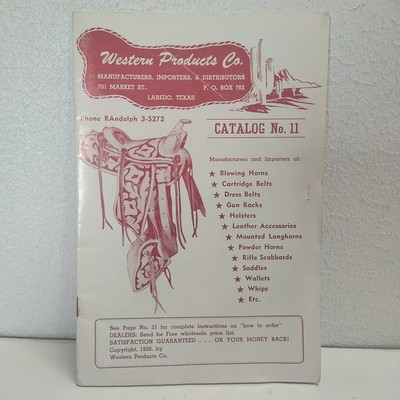 Western Products Co.
MANUFACTURERS, IMPORTERS, & DISTRIBUTORS
701 MARKET ST. P. O. BOX 782
LAREDO, TEXAS
Phone RAndolph 3-5272
CATALOG No. 11
Manufacturers and Importers of:
★ Blowing Horns
★ Cartridge Belts
★ Dress Belts
★ Gun Racks
★ Holsters
★ Leather Accessories
★ Mounted Longhorns
★ Powder Horns
★ Rifle Scabbards
★ Saddles
★ Wallets
★ Whips
★ Etc.
See Page No. 31 for complete instructions on "how to order"
DEALERS: Send for Free wholesale price list.
SATISFACTION GUARANTEED . . . OR YOUR MONEY BACK!
Copyright, 1958, by
Western Products Co.